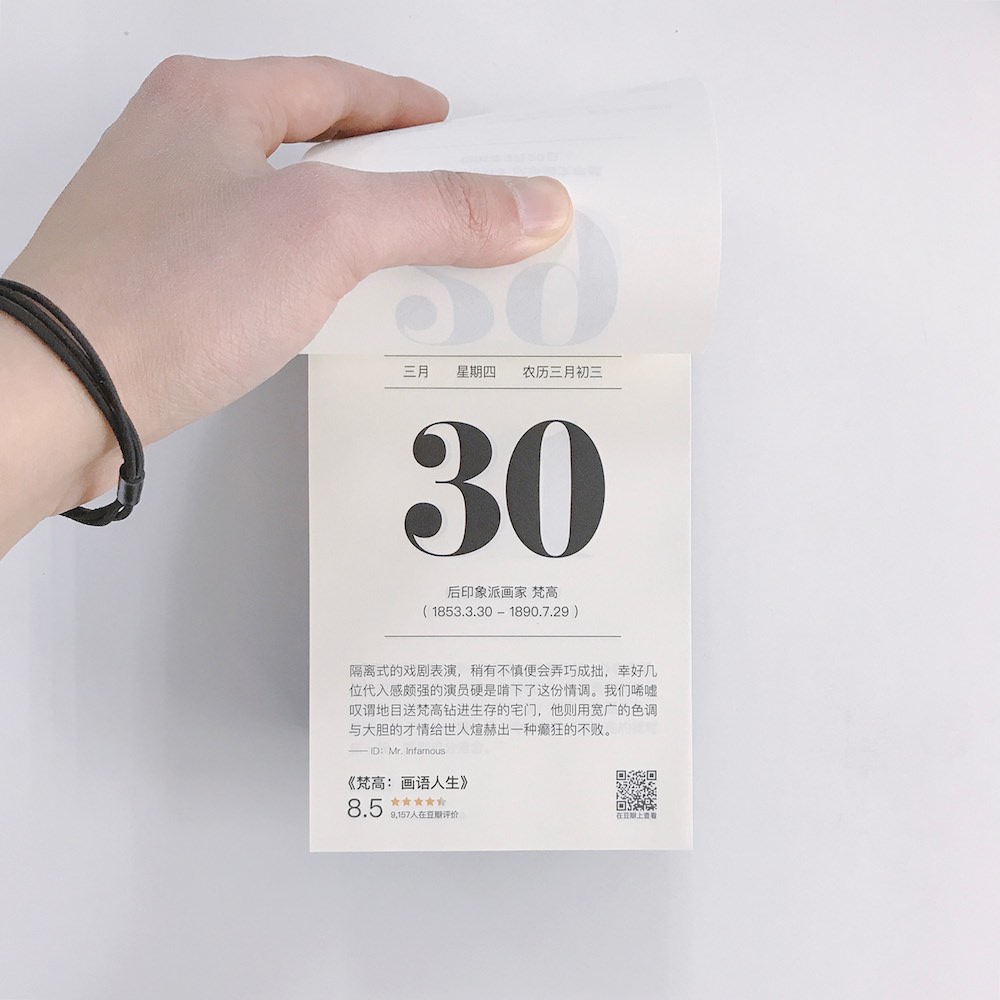 三月 星期四 农历三月初三
30
后印象派画家 梵高
( 1853.3.30 – 1890.7.29 )
隔离式的戏剧表演，稍有不慎便会弄巧成拙，幸好几
位代入感颇强的演员硬是啃下了这份情调。我们唏嘘
叹谓地目送梵高钻进生存的宅门，他则用宽广的色调
与大胆的才情给世人煊赫出一种癫狂的不败。
—— ID：Mr. Infamous
《梵高：画语人生》
8.5
9,157人在豆瓣评价
在豆瓣上查看